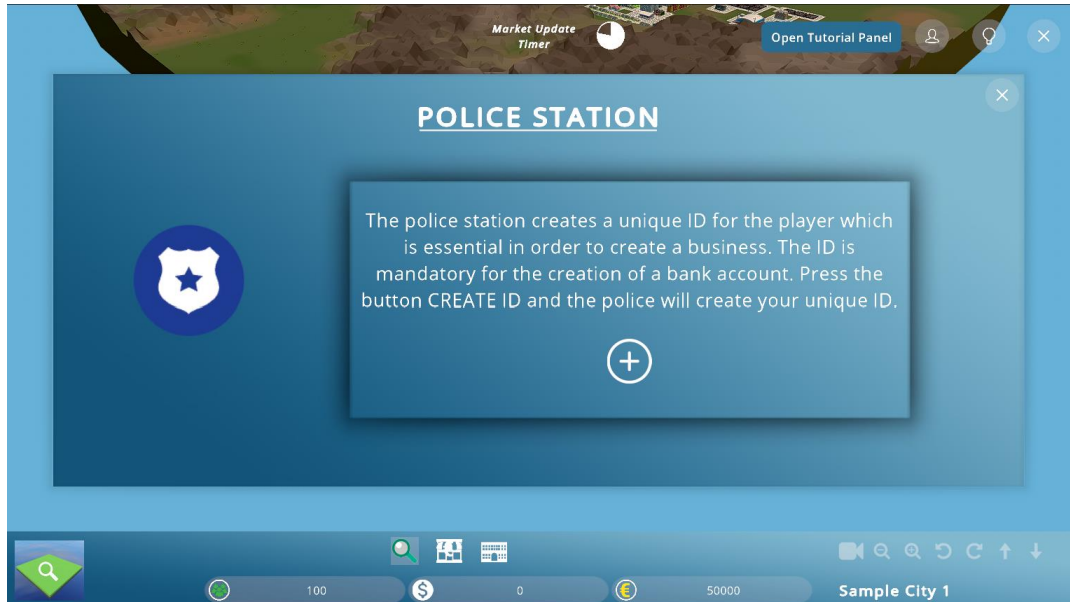 Market Update
Timer
Open Tutorial Panel
POLICE STATION
The police station creates a unique ID for the player which
is essential in order to create a business. The ID is
mandatory for the creation of a bank account. Press the
button CREATE ID and the police will create your unique ID.
100
$
0
€
50000
Sample City 1